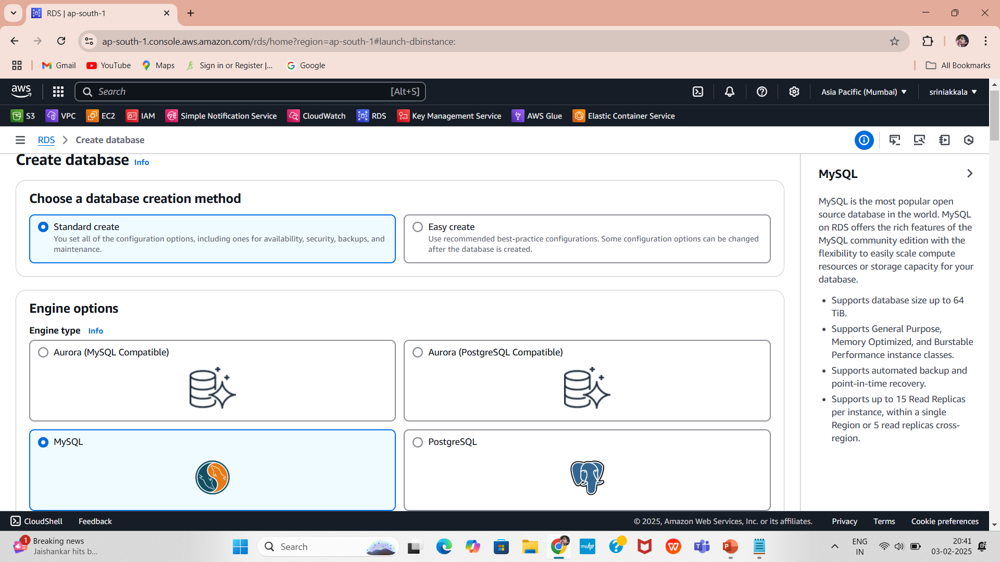 RDS | ap-south-1
ap-south-1.console.aws.amazon.com/rds/home?region=ap-south-1#launch-dbinstance:
Gmail YouTube Maps Sign in or Register |... Google All Bookmarks
aws Search [Alt+S] Asia Pacific (Mumbai) sriniakkala
S3 VPC EC2 IAM Simple Notification Service CloudWatch RDS Key Management Service AWS Glue Elastic Container Service
RDS Create database
Create database Info
Choose a database creation method
Standard create
You set all of the configuration options, including ones for availability, security, backups, and
maintenance.
Easy create
Use recommended best-practice configurations. Some configuration options can be changed
after the database is created.
Engine options
Engine type Info
Aurora (MySQL Compatible)
Aurora (PostgreSQL Compatible)
MySQL
PostgreSQL
MySQL
MySQL is the most popular open
source database in the world. MySQL
on RDS offers the rich features of the
MySQL community edition with the
flexibility to easily scale compute
resources or storage capacity for your
database.
• Supports database size up to 64
TiB.
• Supports General Purpose,
Memory Optimized, and Burstable
Performance instance classes.
• Supports automated backup and
point-in-time recovery.
• Supports up to 15 Read Replicas
per instance, within a single
Region or 5 read replicas cross-
region.
CloudShell Feedback © 2025, Amazon Web Services, Inc. or its affiliates. Privacy Terms Cookie preferences
1 Breaking news
Jaishankar hits b...
Search
myhp
ENG
IN
20:41
03-02-2025